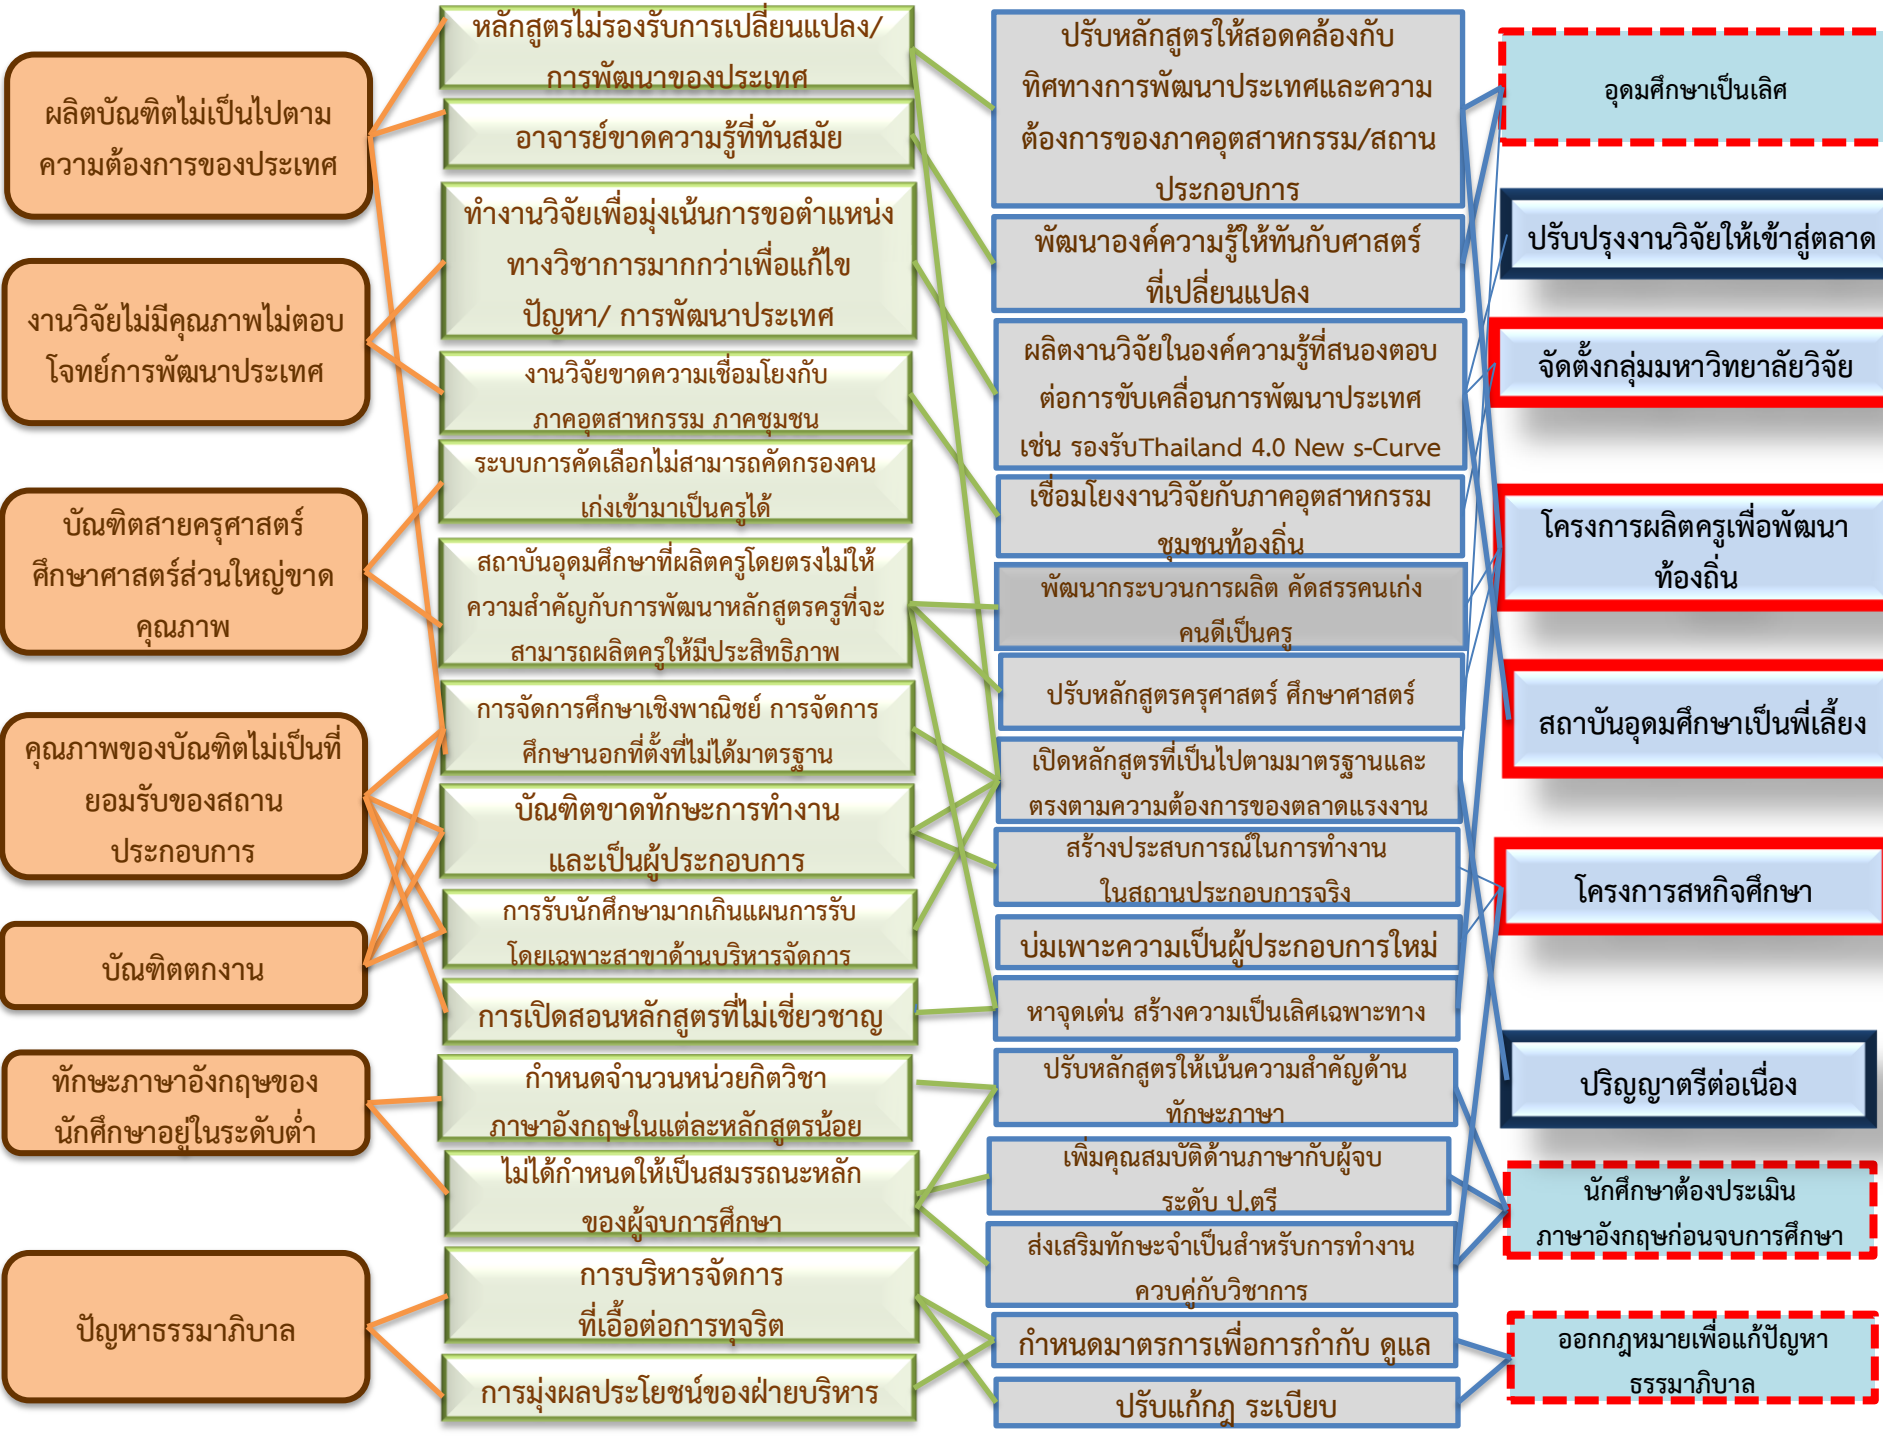 ผลิตบัณฑิตไม่เป็นไปตาม
ความต้องการของประเทศ
งานวิจัยไม่มีคุณภาพไม่ตอบ
โจทย์การพัฒนาประเทศ
บัณฑิตสายครุศาสตร์
ศึกษาศาสตร์ส่วนใหญ่ขาด
คุณภาพ
คุณภาพของบัณฑิตไม่เป็นที่
ยอมรับของสถาน
ประกอบการ
บัณฑิตตกงาน
ทักษะภาษาอังกฤษของ
นักศึกษาอยู่ในระดับต่ำ
ปัญหาธรรมาภิบาล
หลักสูตรไม่รองรับการเปลี่ยนแปลง/
การพัฒนาของประเทศ
อาจารย์ขาดความรู้ที่ทันสมัย
ทำงานวิจัยเพื่อมุ่งเน้นการขอตำแหน่ง
ทางวิชาการมากกว่าเพื่อแก้ไข
ปัญหา/ การพัฒนาประเทศ
งานวิจัยขาดความเชื่อมโยงกับ
ภาคอุตสาหกรรม ภาคชุมชน
ระบบการคัดเลือกไม่สามารถคัดกรองคน
เก่งเข้ามาเป็นครูได้
สถาบันอุดมศึกษาที่ผลิตครูโดยตรงไม่ให้
ความสำคัญกับการพัฒนาหลักสูตรครูที่จะ
สามารถผลิตครูให้มีประสิทธิภาพ
การจัดการศึกษาเชิงพาณิชย์ การจัดการ
ศึกษานอกที่ตั้งที่ไม่ได้มาตรฐาน
บัณฑิตขาดทักษะการทำงาน
และเป็นผู้ประกอบการ
การรับนักศึกษามากเกินแผนการรับ
โดยเฉพาะสาขาด้านบริหารจัดการ
การเปิดสอนหลักสูตรที่ไม่เชี่ยวชาญ
กำหนดจำนวนหน่วยกิตวิชา
ภาษาอังกฤษในแต่ละหลักสูตรน้อย
ไม่ได้กำหนดให้เป็นสมรรถนะหลัก
ของผู้จบการศึกษา
การบริหารจัดการ
ที่เอื้อต่อการทุจริต
การมุ่งผลประโยชน์ของฝ่ายบริหาร
ปรับหลักสูตรให้สอดคล้องกับ
ทิศทางการพัฒนาประเทศและความ
ต้องการของภาคอุตสาหกรรม/สถาน
ประกอบการ
พัฒนาองค์ความรู้ให้ทันกับศาสตร์
ที่เปลี่ยนแปลง
ผลิตงานวิจัยในองค์ความรู้ที่สนองตอบ
ต่อการขับเคลื่อนการพัฒนาประเทศ
เช่น รองรับThailand 4.0 New s-Curve
เชื่อมโยงงานวิจัยกับภาคอุตสาหกรรม
ชุมชนท้องถิ่น
พัฒนากระบวนการผลิต คัดสรรคนเก่ง
คนดีเป็นครู
ปรับหลักสูตรครุศาสตร์ ศึกษาศาสตร์
เปิดหลักสูตรที่เป็นไปตามมาตรฐานและ
ตรงตามความต้องการของตลาดแรงงาน
สร้างประสบการณ์ในการทำงาน
ในสถานประกอบการจริง
บ่มเพาะความเป็นผู้ประกอบการใหม่
หาจุดเด่น สร้างความเป็นเลิศเฉพาะทาง
ปรับหลักสูตรให้เน้นความสำคัญด้าน
ทักษะภาษา
เพิ่มคุณสมบัติด้านภาษากับผู้จบ
ระดับ ป.ตรี
ส่งเสริมทักษะจำเป็นสำหรับการทำงาน
ควบคู่กับวิชาการ
กำหนดมาตรการเพื่อการกำกับ ดูแล
ปรับแก้กฎ ระเบียบ
อุดมศึกษาเป็นเลิศ
ปรับปรุงงานวิจัยให้เข้าสู่ตลาด
จัดตั้งกลุ่มมหาวิทยาลัยวิจัย
โครงการผลิตครูเพื่อพัฒนา
ท้องถิ่น
สถาบันอุดมศึกษาเป็นพี่เลี้ยง
โครงการสหกิจศึกษา
ปริญญาตรีต่อเนื่อง
นักศึกษาต้องประเมิน
ภาษาอังกฤษก่อนจบการศึกษา
ออกกฎหมายเพื่อแก้ปัญหา
ธรรมาภิบาล